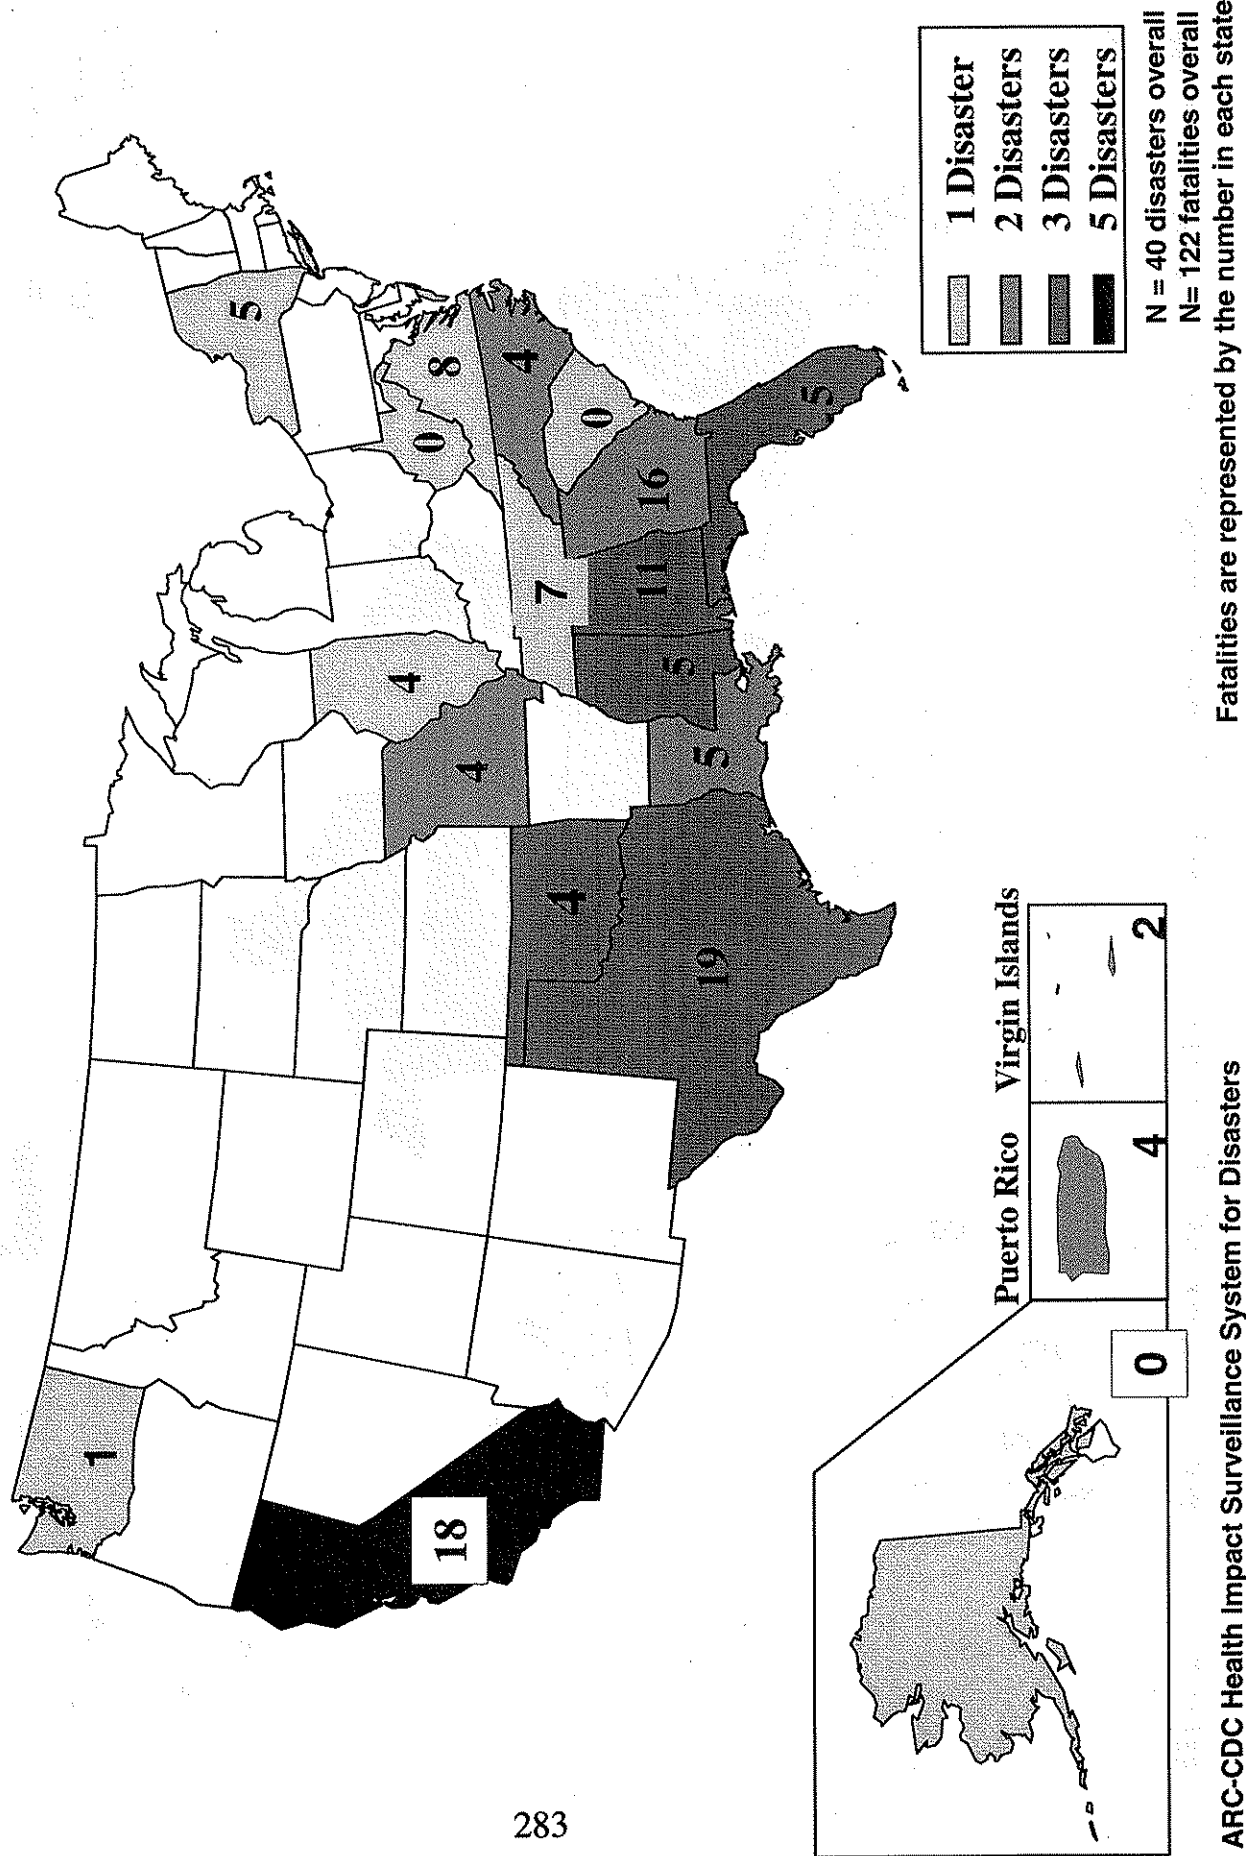 1
18
4
19
4
5
4
5
11
7
16
0
8
4
0
5
5
0
Puerto Rico
4
Virgin Islands
2
1 Disaster
2 Disasters
3 Disasters
5 Disasters
N = 40 disasters overall
N= 122 fatalities overall
Fatalities are represented by the number in each state
ARC-CDC Health Impact Surveillance System for Disasters
283